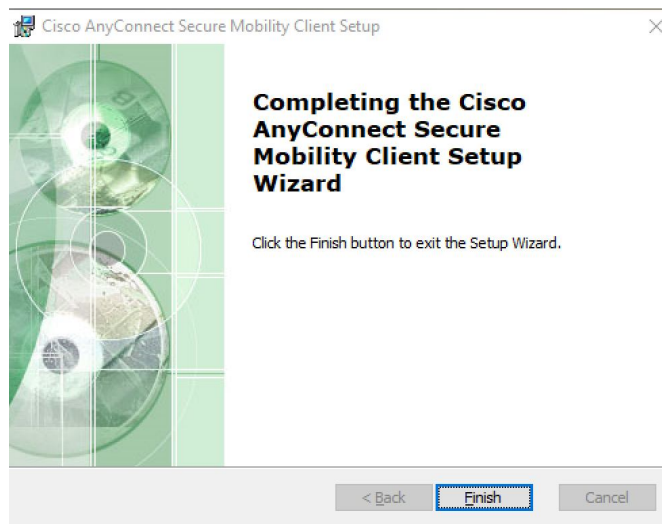 Cisco AnyConnect Secure Mobility Client Setup
Completing the Cisco
AnyConnect Secure
Mobility Client Setup
Wizard
Click the Finish button to exit the Setup Wizard.
< Back
Finish
Cancel